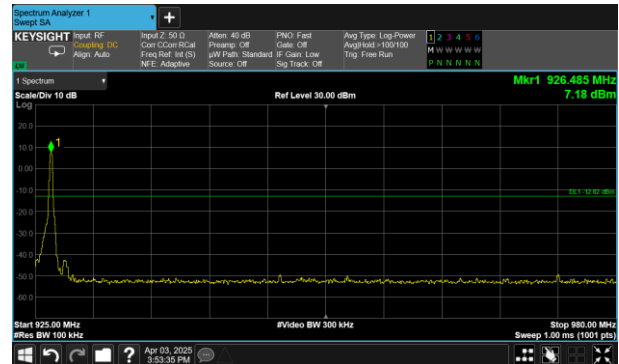 Spectrum Analyzer 1
Swept SA
+
KEYSIGHT
Input: RF
Coupling: DC
Align: Auto
Input Z: 50 Ω
Corr CCorr RCal
Freq Ref: Int (S)
NFE: Adaptive
Atten: 40 dB
Preamp: Off
µW Path: Standard
Source: Off
PNO: Fast
Gate: Off
IF Gain: Low
Sig Track: Off
Avg Type: Log-Power
Avg|Hold:>100/100
Trig: Free Run
1 2 3 4 5 6
M W W W W W
P N N N N N
LXI
1 Spectrum
Scale/Div 10 dB
Log
Ref Level 30.00 dBm
Mkr1 926.485 MHz
7.18 dBm
1
20.0
10.0
0.00
-10.0
DL1 -12.82 dBm
-20.0
-30.0
-40.0
-50.0
-60.0
Start 925.00 MHz
#Res BW 100 kHz
#Video BW 300 kHz
Stop 980.00 MHz
Sweep 1.00 ms (1001 pts)
?
Apr 03, 2025
3:53:35 PM